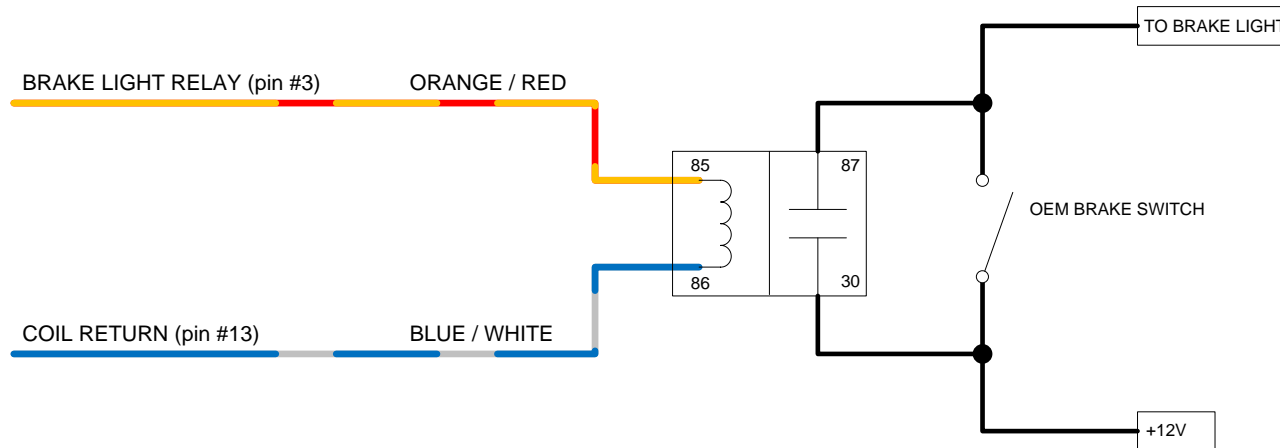 TO BRAKE LIGHT
BRAKE LIGHT RELAY (pin #3)
ORANGE / RED
85
87
OEM BRAKE SWITCH
86
30
COIL RETURN (pin #13)
BLUE / WHITE
+12V